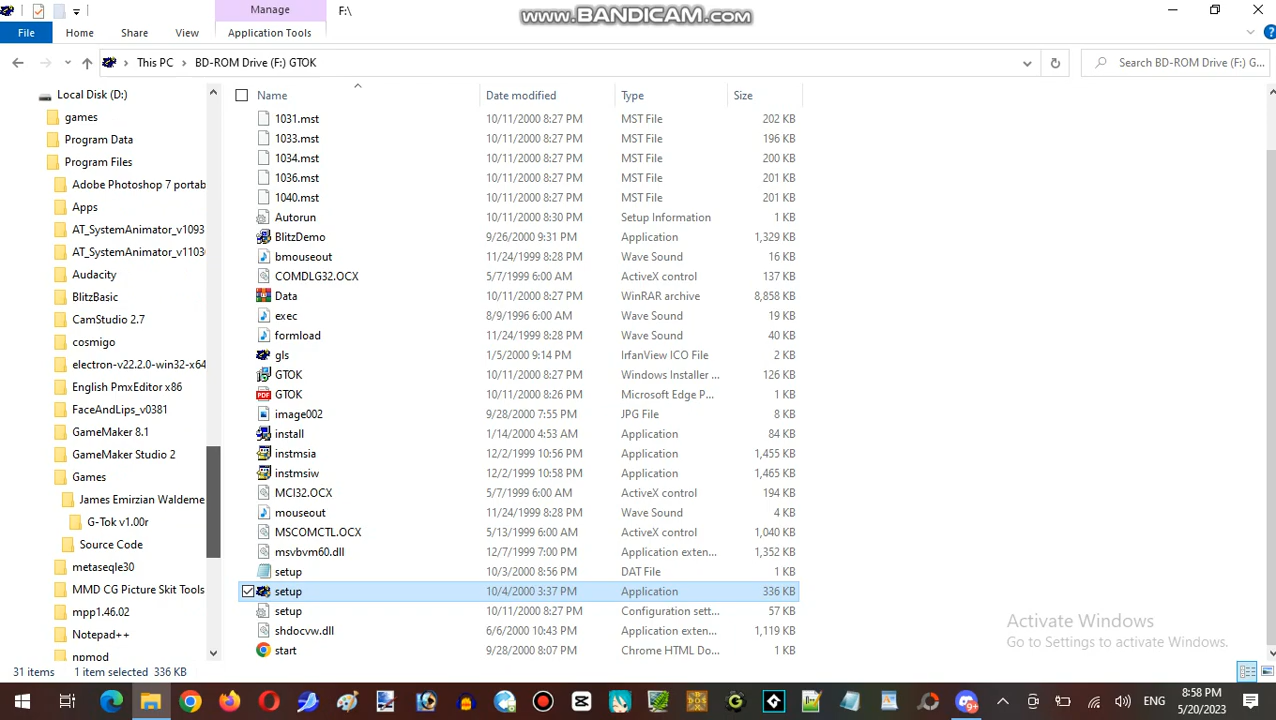 Manage
F:\
www.BANDICAM.com
File
Home
Share
View
Application Tools
This PC
BD-ROM Drive (F:) GTOK
Search BD-ROM Drive (F:) G...
Local Disk (D:)
games
Program Data
Program Files
Adobe Photoshop 7 portab
Apps
AT_SystemAnimator_v1093
AT_SystemAnimator_v1103
Audacity
BlitzBasic
CamStudio 2.7
cosmigo
electron-v22.2.0-win32-x64
English PmxEditor x86
FaceAndLips_v0381
GameMaker 8.1
GameMaker Studio 2
Games
James Emirzian Waldeme
G-Tok v1.00r
Source Code
metaseqle30
MMD CG Picture Skit Tools
mpp1.46.02
Notepad++
npmod
Name Date modified Type Size
1031.mst 10/11/2000 8:27 PM MST File 202 KB
1033.mst 10/11/2000 8:27 PM MST File 196 KB
1034.mst 10/11/2000 8:27 PM MST File 200 KB
1036.mst 10/11/2000 8:27 PM MST File 201 KB
1040.mst 10/11/2000 8:27 PM MST File 201 KB
Autorun 10/11/2000 8:30 PM Setup Information 1 KB
BlitzDemo 9/26/2000 9:31 PM Application 1,329 KB
bmouseout 11/24/1999 8:28 PM Wave Sound 16 KB
COMDLG32.OCX 5/7/1999 6:00 AM ActiveX control 137 KB
Data 10/11/2000 8:27 PM WinRAR archive 8,858 KB
exec 8/9/1996 6:00 AM Wave Sound 19 KB
formload 11/24/1999 8:28 PM Wave Sound 40 KB
gls 1/5/2000 9:14 PM IrfanView ICO File 2 KB
GTOK 10/11/2000 8:27 PM Windows Installer ... 126 KB
GTOK 10/11/2000 8:26 PM Microsoft Edge P... 1 KB
image002 9/28/2000 7:55 PM JPG File 8 KB
install 1/14/2000 4:53 AM Application 84 KB
instmsia 12/2/1999 10:56 PM Application 1,455 KB
instmsiw 12/2/1999 10:58 PM Application 1,465 KB
MCI32.OCX 5/7/1999 6:00 AM ActiveX control 194 KB
mouseout 11/24/1999 8:28 PM Wave Sound 4 KB
MSCOMCTL.OCX 5/13/1999 6:00 AM ActiveX control 1,040 KB
msvbvm60.dll 12/7/1999 7:00 PM Application exten... 1,352 KB
setup 10/3/2000 8:56 PM DAT File 1 KB
setup 10/4/2000 3:37 PM Application 336 KB
setup 10/11/2000 8:27 PM Configuration sett... 57 KB
shdocvw.dll 6/6/2000 10:43 PM Application exten... 1,119 KB
start 9/28/2000 8:07 PM Chrome HTML Do... 1 KB
Activate Windows
Go to Settings to activate Windows.
31 items 1 item selected 336 KB
ENG
8:58 PM
5/20/2023